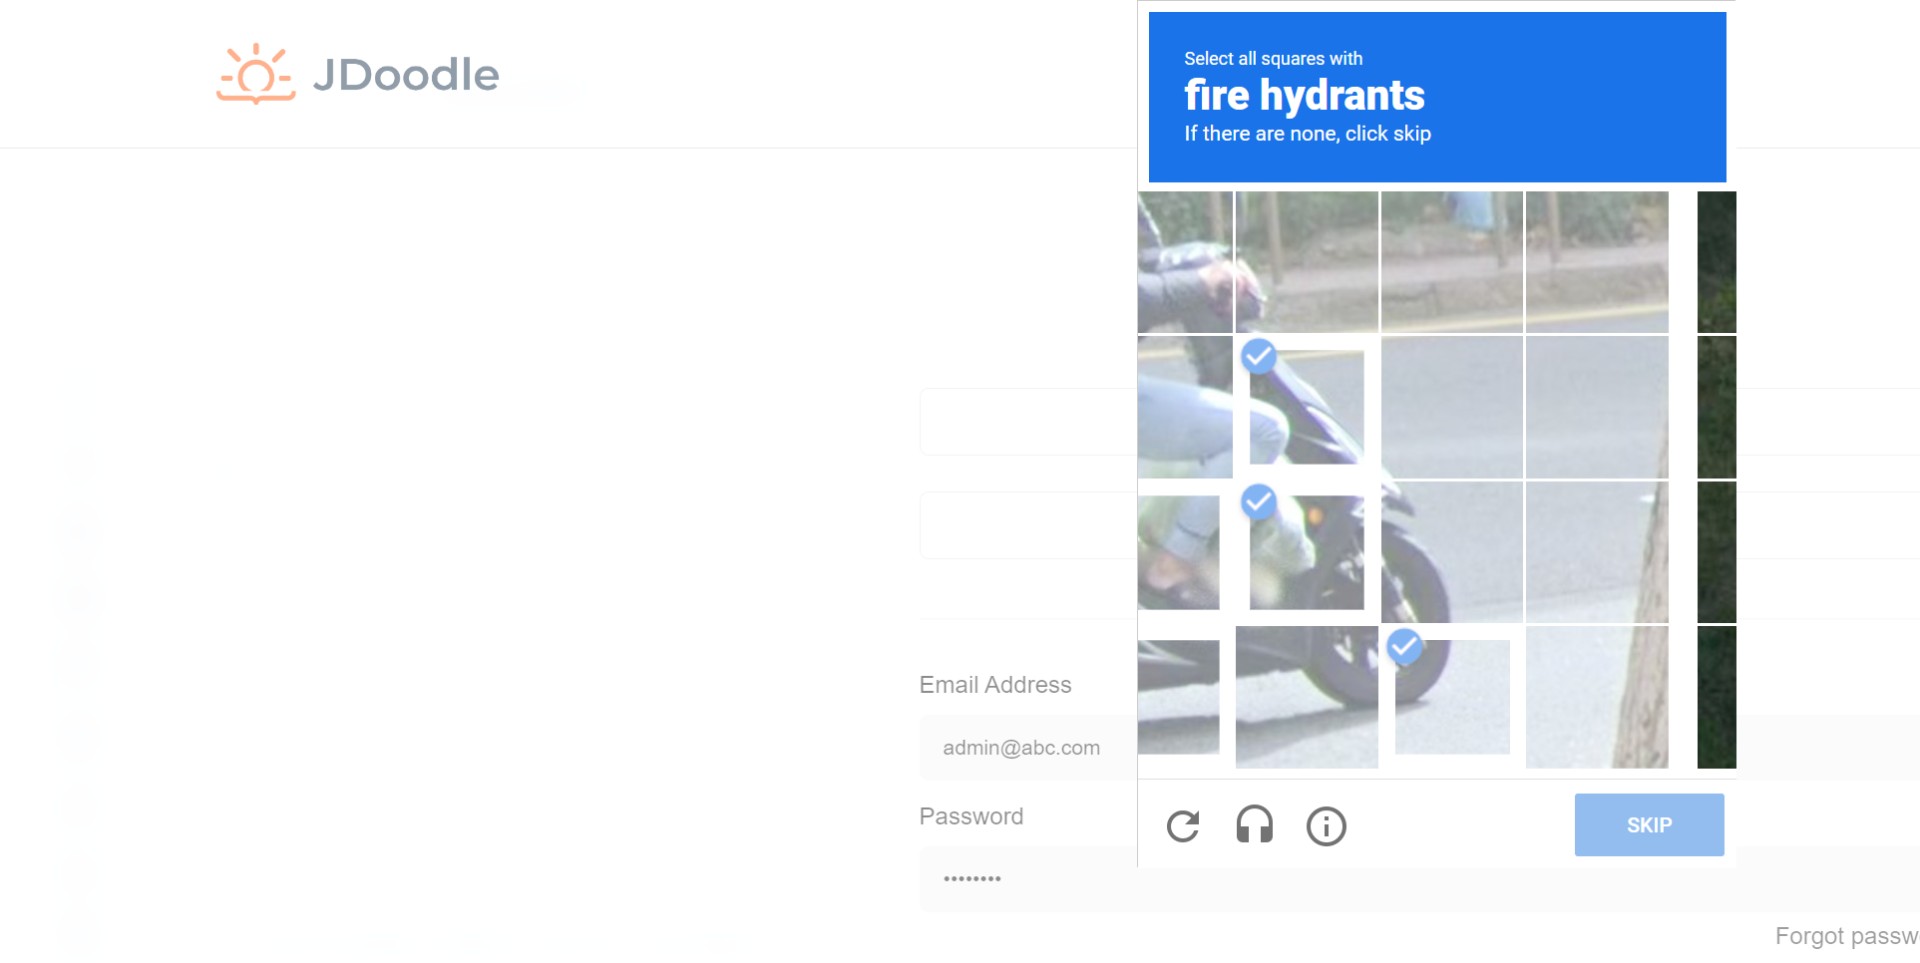 JDoodle
Select all squares with
fire hydrants
If there are none, click skip
Email Address
admin@abc.com
Password
••••••••
SKIP
Forgot passw